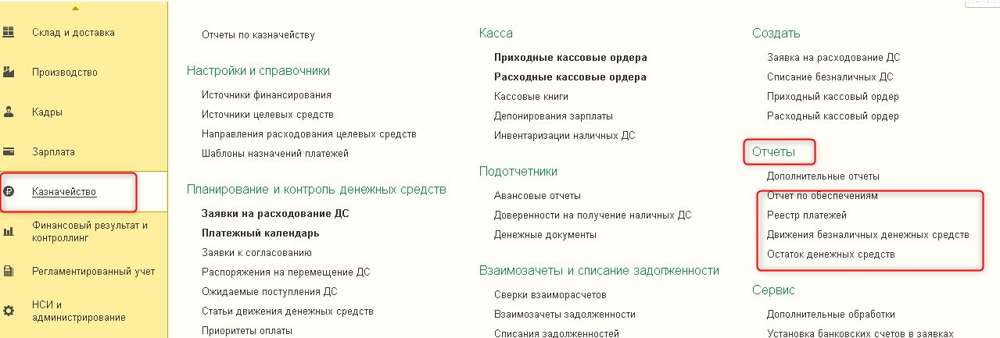 Склад и доставка
Производство
Кадры
Зарплата
Казначейство
Финансовый результат и
контроллинг
Регламентированный учет
НСИ и
администрирование
Отчеты по казначейству
Настройки и справочники
Источники финансирования
Источники целевых средств
Направления расходования целевых средств
Шаблоны назначений платежей
Планирование и контроль денежных средств
Заявки на расходование ДС
Платежный календарь
Заявки к согласованию
Распоряжения на перемещение ДС
Ожидаемые поступления ДС
Статьи движения денежных средств
Приоритеты оплаты
Касса
Приходные кассовые ордера
Расходные кассовые ордера
Кассовые книги
Депонирования зарплаты
Инвентаризации наличных ДС
Подотчетники
Авансовые отчеты
Доверенности на получение наличных ДС
Денежные документы
Взаимозачеты и списание задолженности
Сверки взаиморасчетов
Взаимозачеты задолженности
Списания задолженностей
Создать
Заявка на расходование ДС
Списание безналичных ДС
Приходный кассовый ордер
Расходный кассовый ордер
Отчеты
Дополнительные отчеты
Отчет по обеспечениям
Реестр платежей
Движения безналичных денежных средств
Остаток денежных средств
Сервис
Дополнительные обработки
Установка банковских счетов в заявках